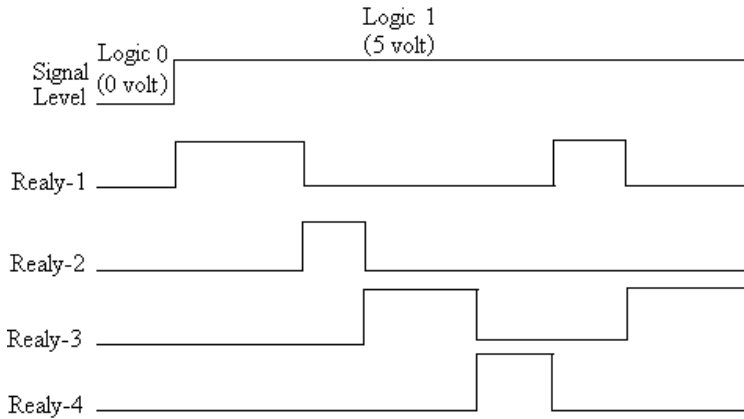 Logic 1
(5 volt)
Logic 0
(0 volt)
Signal
Level
Realy-1
Realy-2
Realy-3
Realy-4